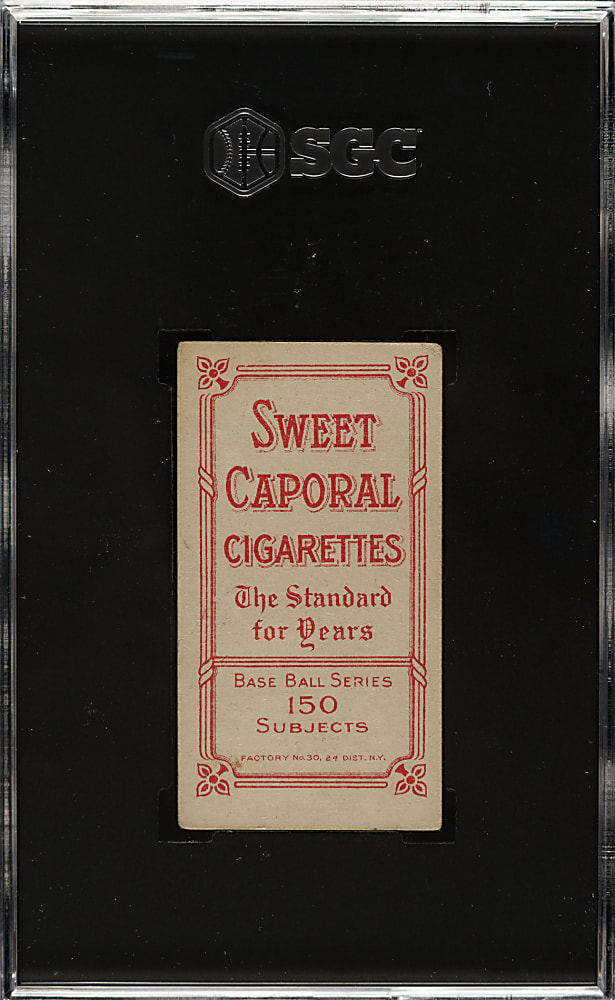 SGC
SWEET
CAPORAL
CIGARETTES
The Standard
for Years
BASE BALL SERIES
150
SUBJECTS
FACTORY No. 30, 2d DIST. N.Y.